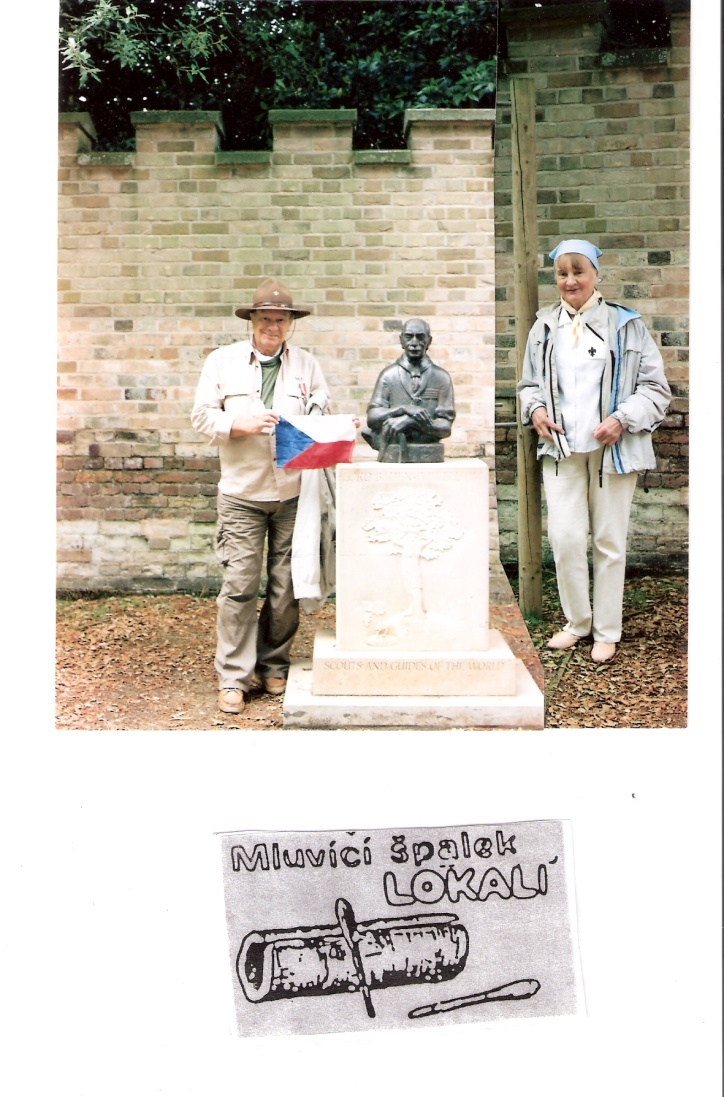 SCOUTS AND GUIDES OF THE WORLD
Mluvící špalek
LOKALÍ